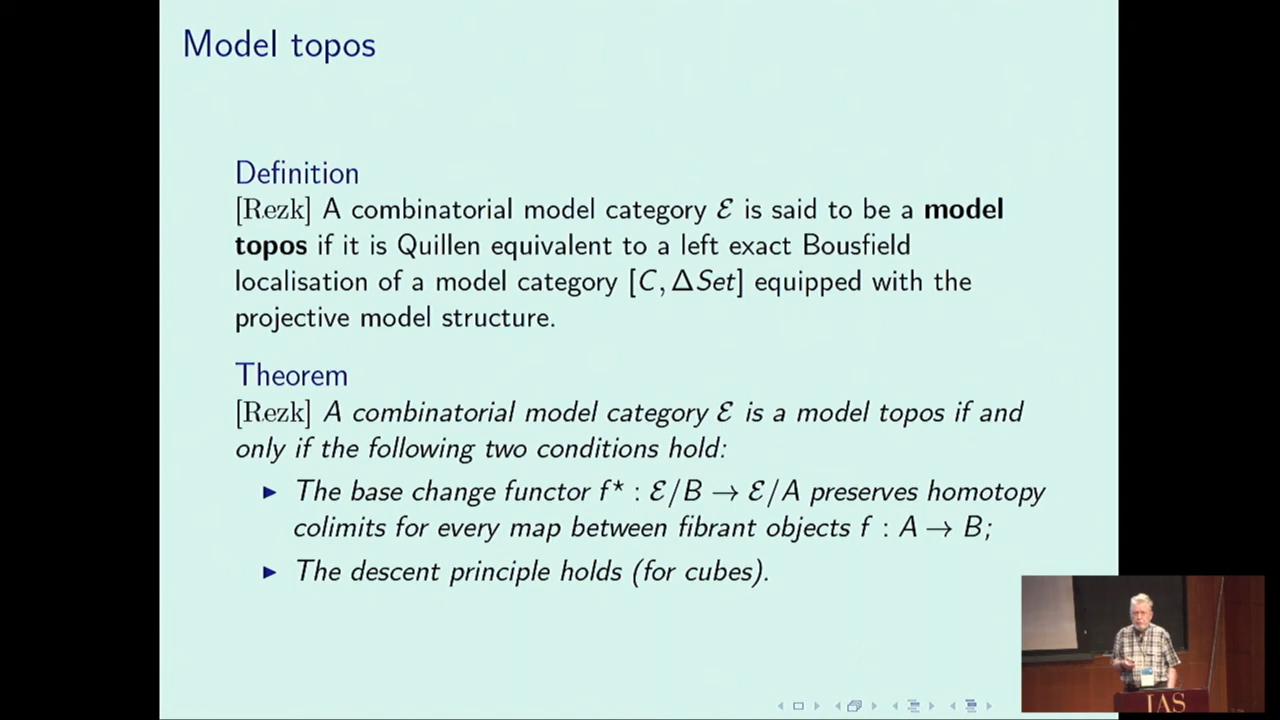 Model topos
Definition
[Rezk] A combinatorial model category ℰ is said to be a model
topos if it is Quillen equivalent to a left exact Bousfield
localisation of a model category [C, ΔSet] equipped with the
projective model structure.
Theorem
[Rezk] A combinatorial model category ℰ is a model topos if and
only if the following two conditions hold:
▶ The base change functor f* : ℰ/B → ℰ/A preserves homotopy
colimits for every map between fibrant objects f : A → B;
▶ The descent principle holds (for cubes).
IAS